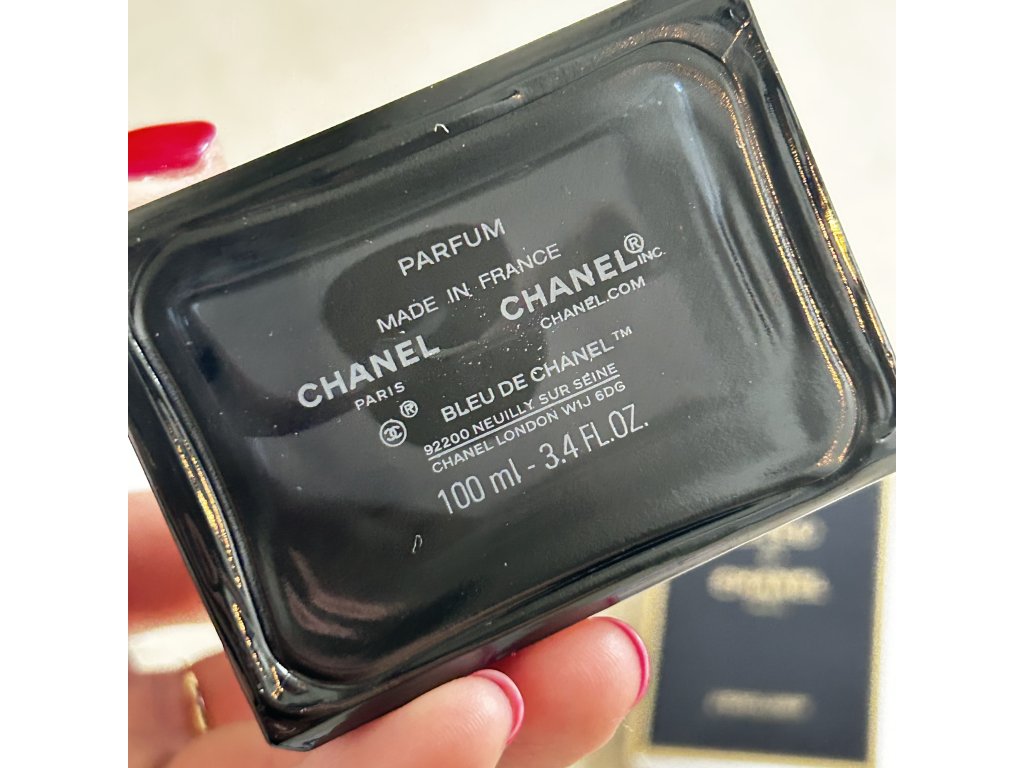 PARFUM
MADE IN FRANCE
CHANEL
PARIS
CHANEL®
INC.
CHANEL.COM
®
BLEU DE CHANEL™
92200 NEUILLY SUR SEINE
CHANEL LONDON W1J 6DG
100 ml - 3.4 FL.OZ.